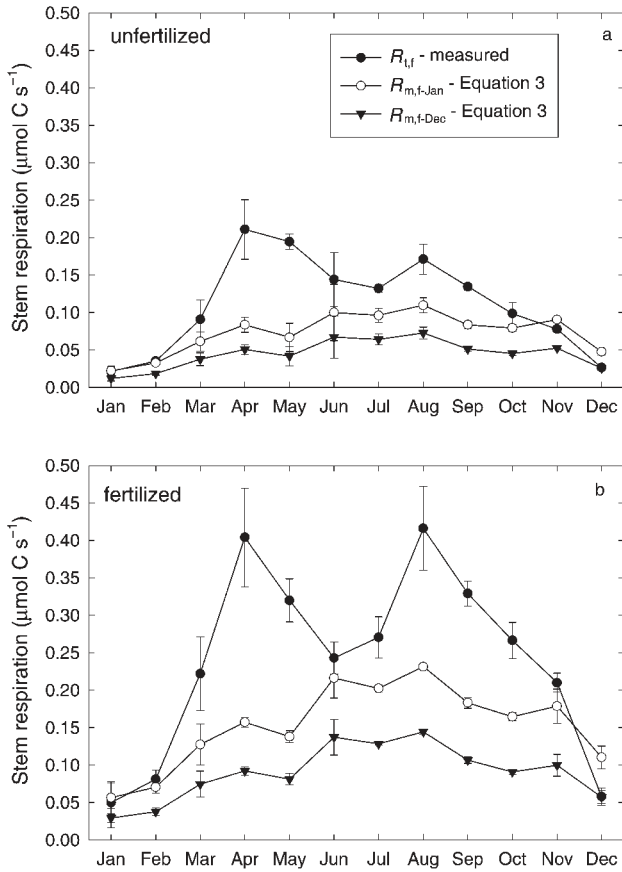 unfertilized
a
R_t,f - measured
R_m,f-Jan - Equation 3
R_m,f-Dec - Equation 3
Stem respiration (μmol C s⁻¹)
0.50
0.45
0.40
0.35
0.30
0.25
0.20
0.15
0.10
0.05
0.00
Jan Feb Mar Apr May Jun Jul Aug Sep Oct Nov Dec
fertilized
b
Stem respiration (μmol C s⁻¹)
0.50
0.45
0.40
0.35
0.30
0.25
0.20
0.15
0.10
0.05
0.00
Jan Feb Mar Apr May Jun Jul Aug Sep Oct Nov Dec